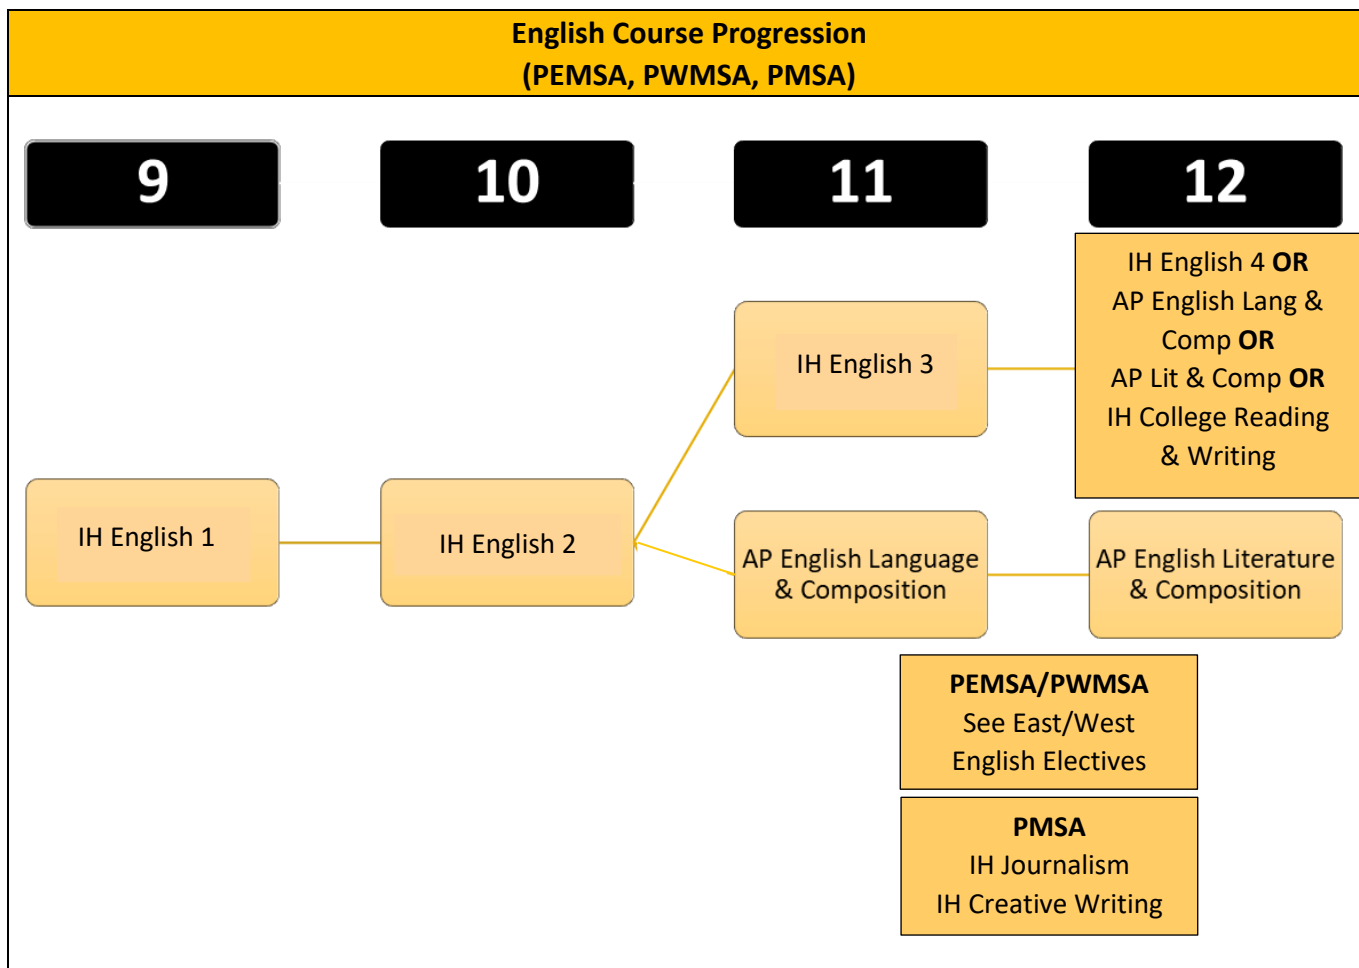 English Course Progression
(PEMSA, PWMSA, PMSA)
9
10
11
12
IH English 1
IH English 2
IH English 3
IH English 4 OR
AP English Lang &
Comp OR
AP Lit & Comp OR
IH College Reading
& Writing
AP English Language
& Composition
AP English Literature
& Composition
PEMSA/PWMSA
See East/West
English Electives
PMSA
IH Journalism
IH Creative Writing